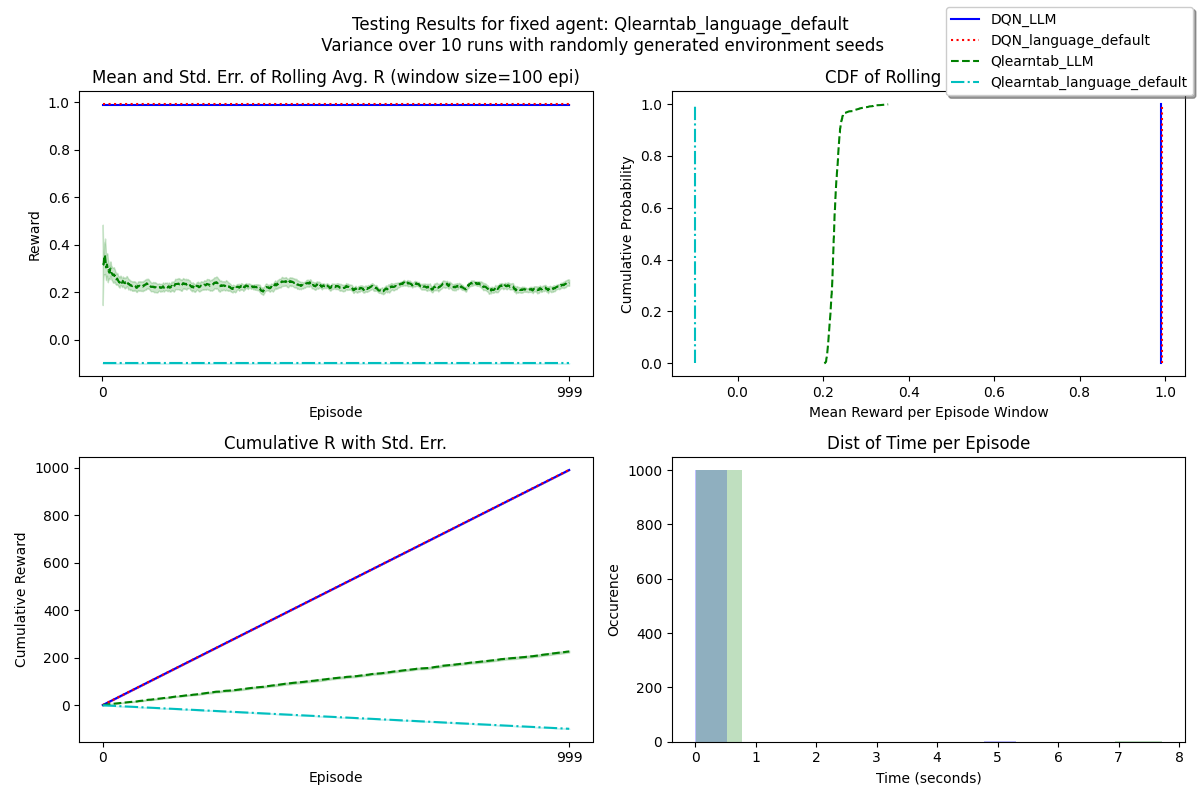 Testing Results for fixed agent: Qlearntab_language_default
Variance over 10 runs with randomly generated environment seeds
DQN_LLM
DQN_language_default
Qlearntab_LLM
Qlearntab_language_default
Mean and Std. Err. of Rolling Avg. R (window size=100 epi)
1.0
0.8
0.6
0.4
0.2
0.0
Reward
0
999
Episode
CDF of Rolling
1.0
0.8
0.6
0.4
0.2
0.0
Cumulative Probability
0.0
0.2
0.4
0.6
0.8
1.0
Mean Reward per Episode Window
Cumulative R with Std. Err.
1000
800
600
400
200
0
Cumulative Reward
0
999
Episode
Dist of Time per Episode
1000
800
600
400
200
0
Occurence
0
1
2
3
4
5
6
7
8
Time (seconds)